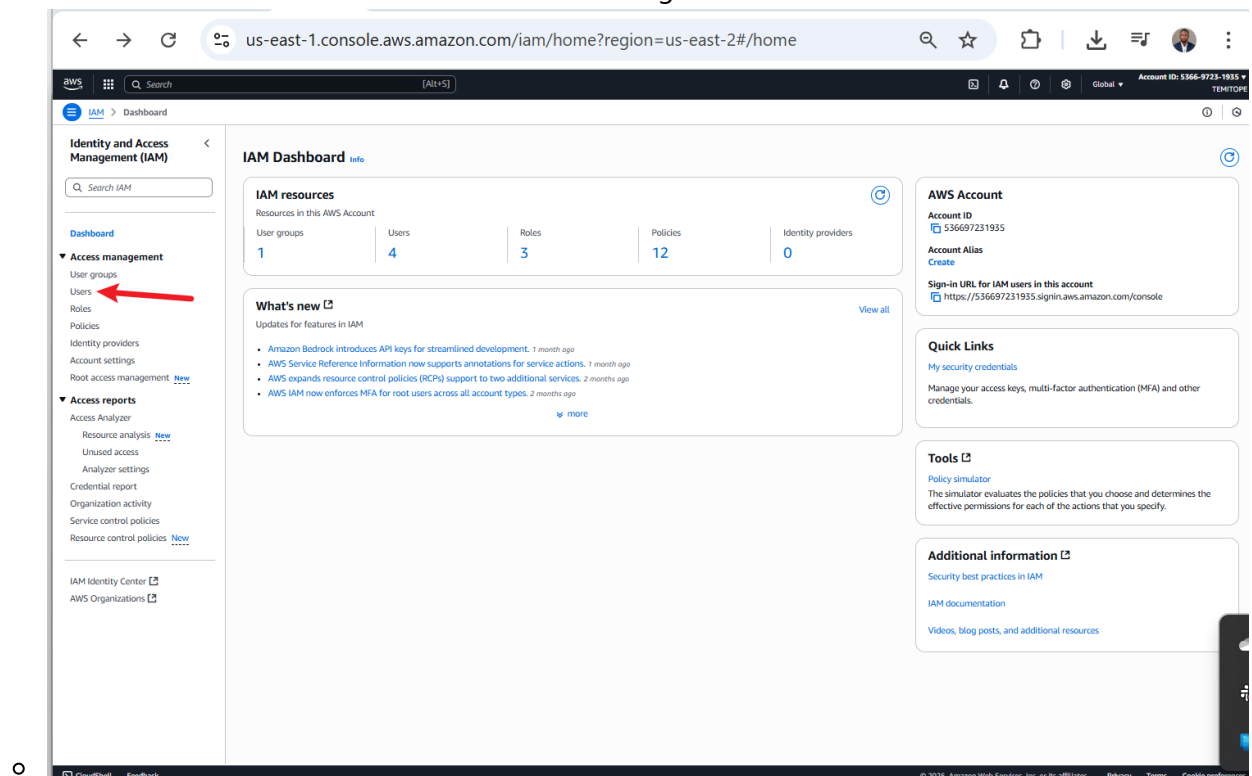 us-east-1.console.aws.amazon.com/iam/home?region=us-east-2#/home
aws
Search
[Alt+S]
Global
Account ID: 5366-9723-1935
TEMITOPE
IAM > Dashboard
Identity and Access Management (IAM)
Search IAM
Dashboard
Access management
User groups
Users
Roles
Policies
Identity providers
Account settings
Root access management New
Access reports
Access Analyzer
Resource analysis New
Unused access
Analyzer settings
Credential report
Organization activity
Service control policies
Resource control policies New
IAM Identity Center
AWS Organizations
IAM Dashboard Info
IAM resources
Resources in this AWS Account
User groups
1
Users
4
Roles
3
Policies
12
Identity providers
0
What's new
View all
Updates for features in IAM
Amazon Bedrock introduces API keys for streamlined development. 1 month ago
AWS Service Reference Information now supports annotations for service actions. 1 month ago
AWS expands resource control policies (RCPs) support to two additional services. 2 months ago
AWS IAM now enforces MFA for root users across all account types. 2 months ago
more
AWS Account
Account ID
536697231935
Account Alias
Create
Sign-in URL for IAM users in this account
https://536697231935.signin.aws.amazon.com/console
Quick Links
My security credentials
Manage your access keys, multi-factor authentication (MFA) and other
credentials.
Tools
Policy simulator
The simulator evaluates the policies that you choose and determines the
effective permissions for each of the actions that you specify.
Additional information
Security best practices in IAM
IAM documentation
Videos, blog posts, and additional resources
CloudShell Feedback
© 2025, Amazon Web Services, Inc. or its affiliates. Privacy Terms Cookie preferences